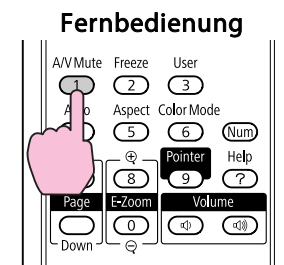 Fernbedienung
A/V Mute Freeze User
1 2 3
Aspect Color Mode
5 6 Num
Pointer Help
8 9 ?
Page E-Zoom Volume
0
Down